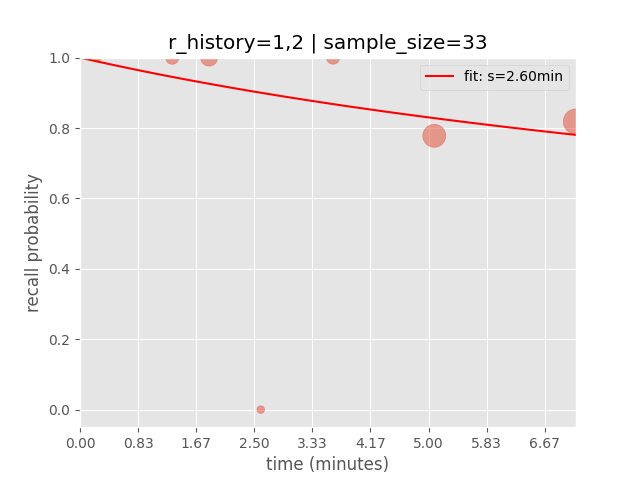 r_history=1,2 | sample_size=33
fit: s=2.60min
recall probability
1.0
0.8
0.6
0.4
0.2
0.0
0.00 0.83 1.67 2.50 3.33 4.17 5.00 5.83 6.67
time (minutes)